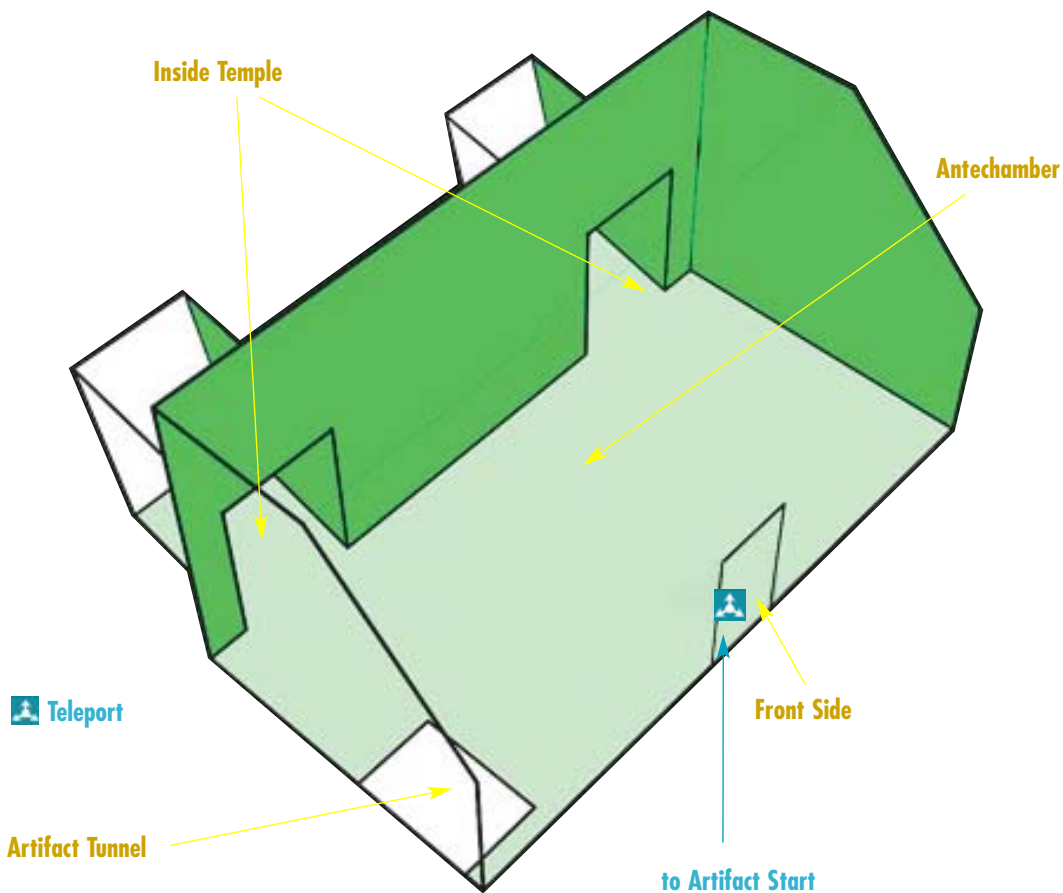 Inside Temple
Antechamber
Teleport
Front Side
Artifact Tunnel
to Artifact Start